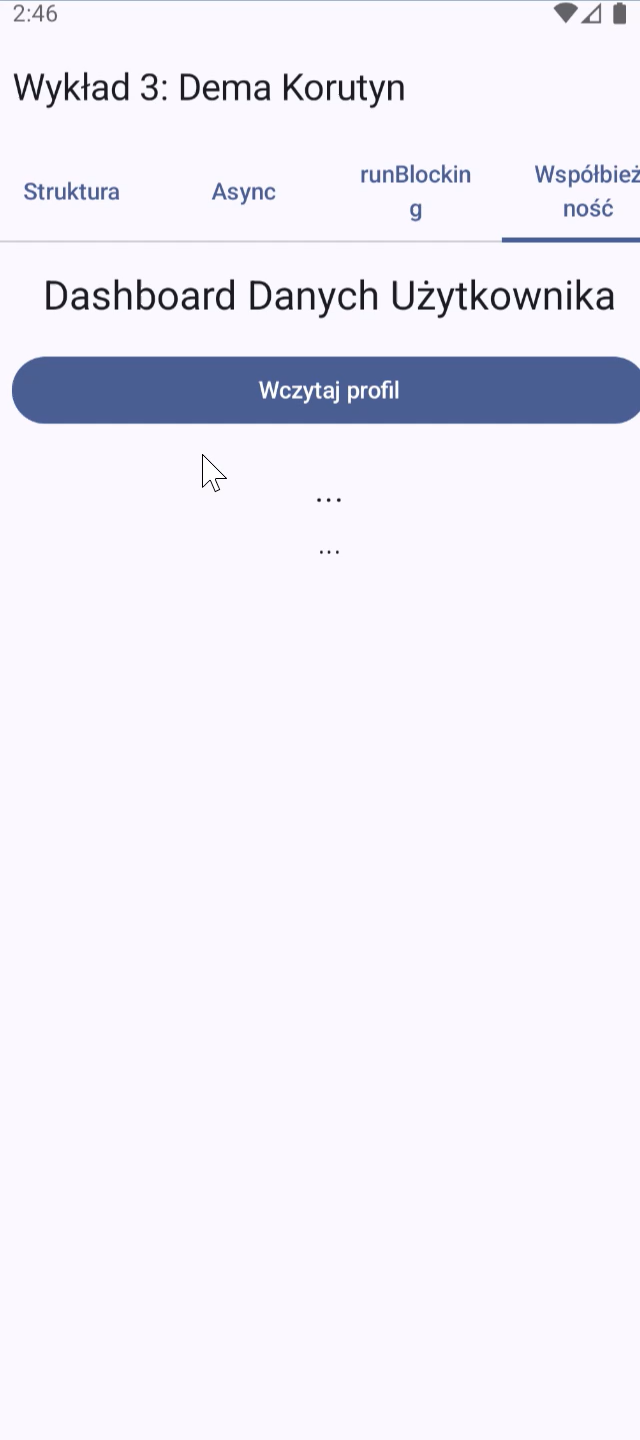 2:46
Wykład 3: Dema Korutyn
Struktura
Async
runBlockin
g
Współbież
ność
Dashboard Danych Użytkownika
Wczytaj profil
...
...